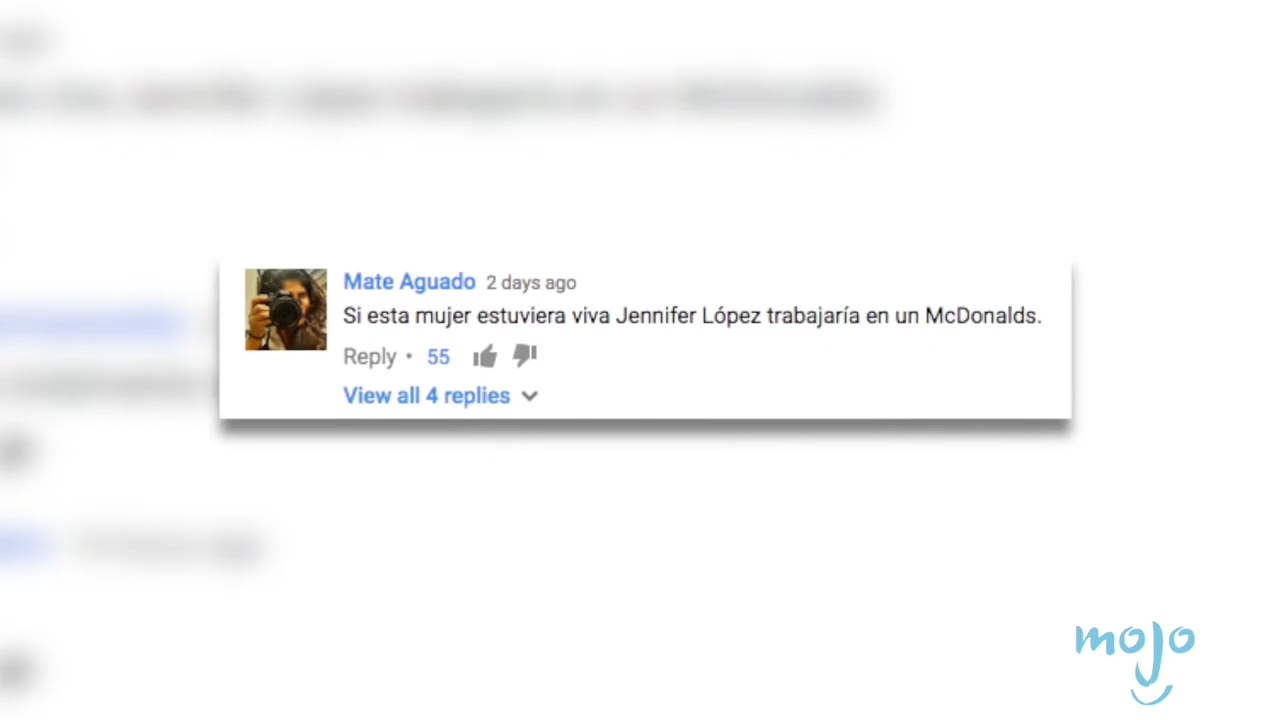 Mate Aguado 2 days ago
Si esta mujer estuviera viva Jennifer López trabajaría en un McDonalds.
Reply • 55
View all 4 replies
mojo